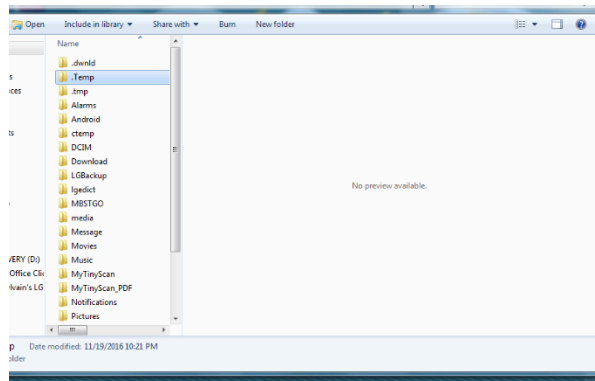 Open Include in library Share with Burn New folder
Name
.dwnld
.Temp
.tmp
Alarms
Android
ctemp
DCIM
Download
LGBackup
lgedict
MBSTGO
media
Message
Movies
Music
MyTinyScan
MyTinyScan_PDF
Notifications
Pictures
No preview available.
s
ces
ts
VERY (D:)
Office Clic
lvain's LG
p Date modified: 11/19/2016 10:21 PM
older